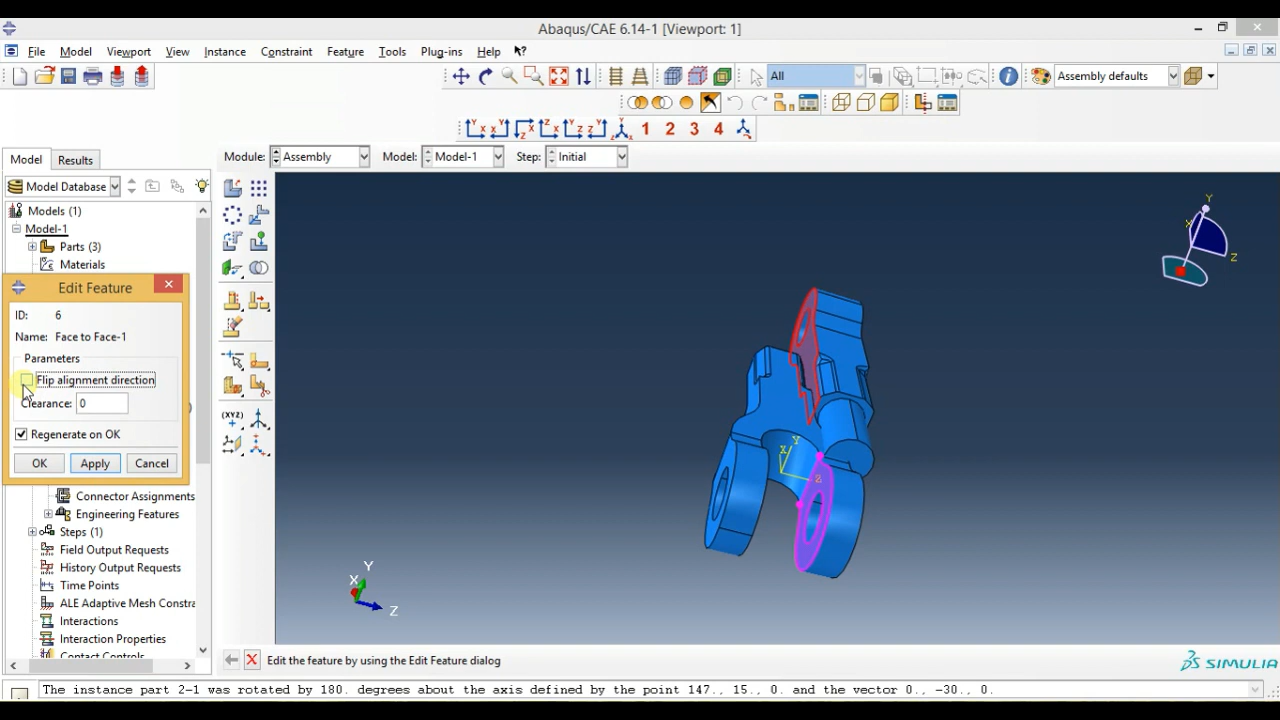 Abaqus/CAE 6.14-1 [Viewport: 1]
File Model Viewport View Instance Constraint Feature Tools Plug-ins Help
All Assembly defaults
1 2 3 4
Model Results Module: Assembly Model: Model-1 Step: Initial
Model Database
Models (1)
Model-1
Parts (3)
Materials
Edit Feature
ID: 6
Name: Face to Face-1
Parameters
Flip alignment direction
Clearance: 0
Regenerate on OK
OK Apply Cancel
Connector Assignments
Engineering Features
Steps (1)
Field Output Requests
History Output Requests
Time Points
ALE Adaptive Mesh Constra
Interactions
Interaction Properties
Contact Controls
(XYZ)
Y
X
Z
Y
X
Z
Y
X
Z
Edit the feature by using the Edit Feature dialog
SIMULIA
The instance part 2-1 was rotated by 180. degrees about the axis defined by the point 147., 15., 0. and the vector 0., -30., 0.